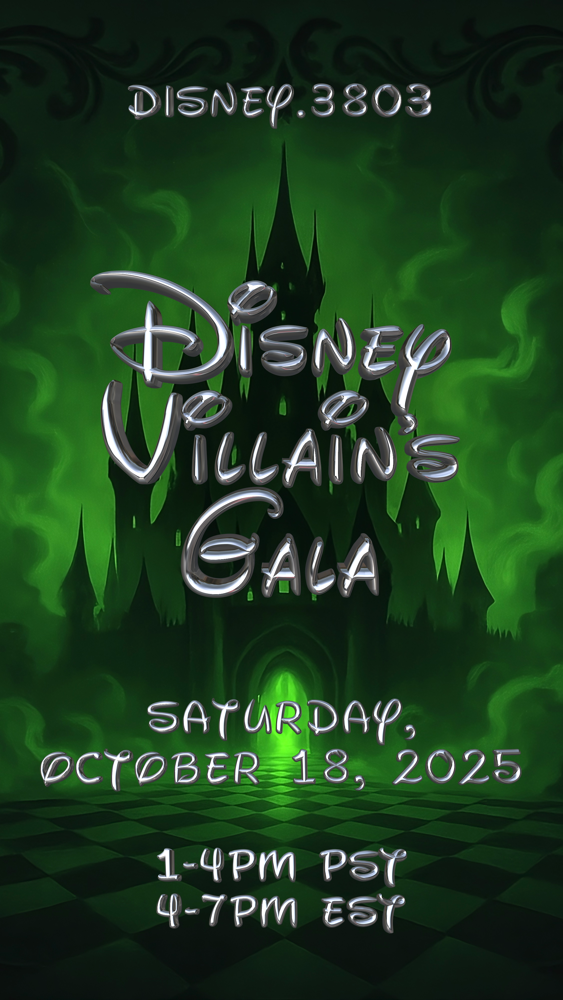 DISNEY.3803
DISNEY
VILLAIN'S
GALA
SATURDAY,
OCTOBER 18, 2025
1-4PM PST
4-7PM EST